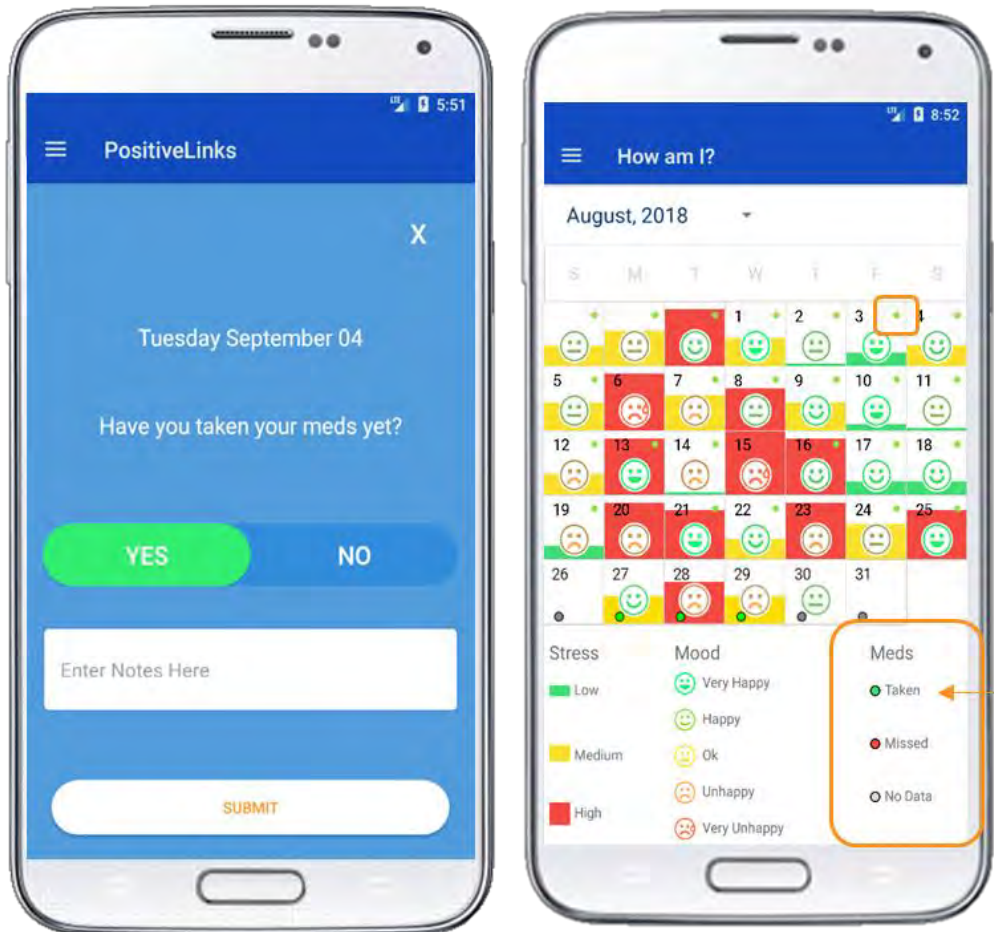 5:51
PositiveLinks
X
Tuesday September 04
Have you taken your meds yet?
YES NO
Enter Notes Here
SUBMIT
LTE 8:52
How am I?
August, 2018
S M T W T F S
1 2 3 4
5 6 7 8 9 10 11
12 13 14 15 16 17 18
19 20 21 22 23 24 25
26 27 28 29 30 31
Stress Mood Meds
Low Very Happy Taken
Happy
Medium Ok Missed
High Unhappy No Data
Very Unhappy